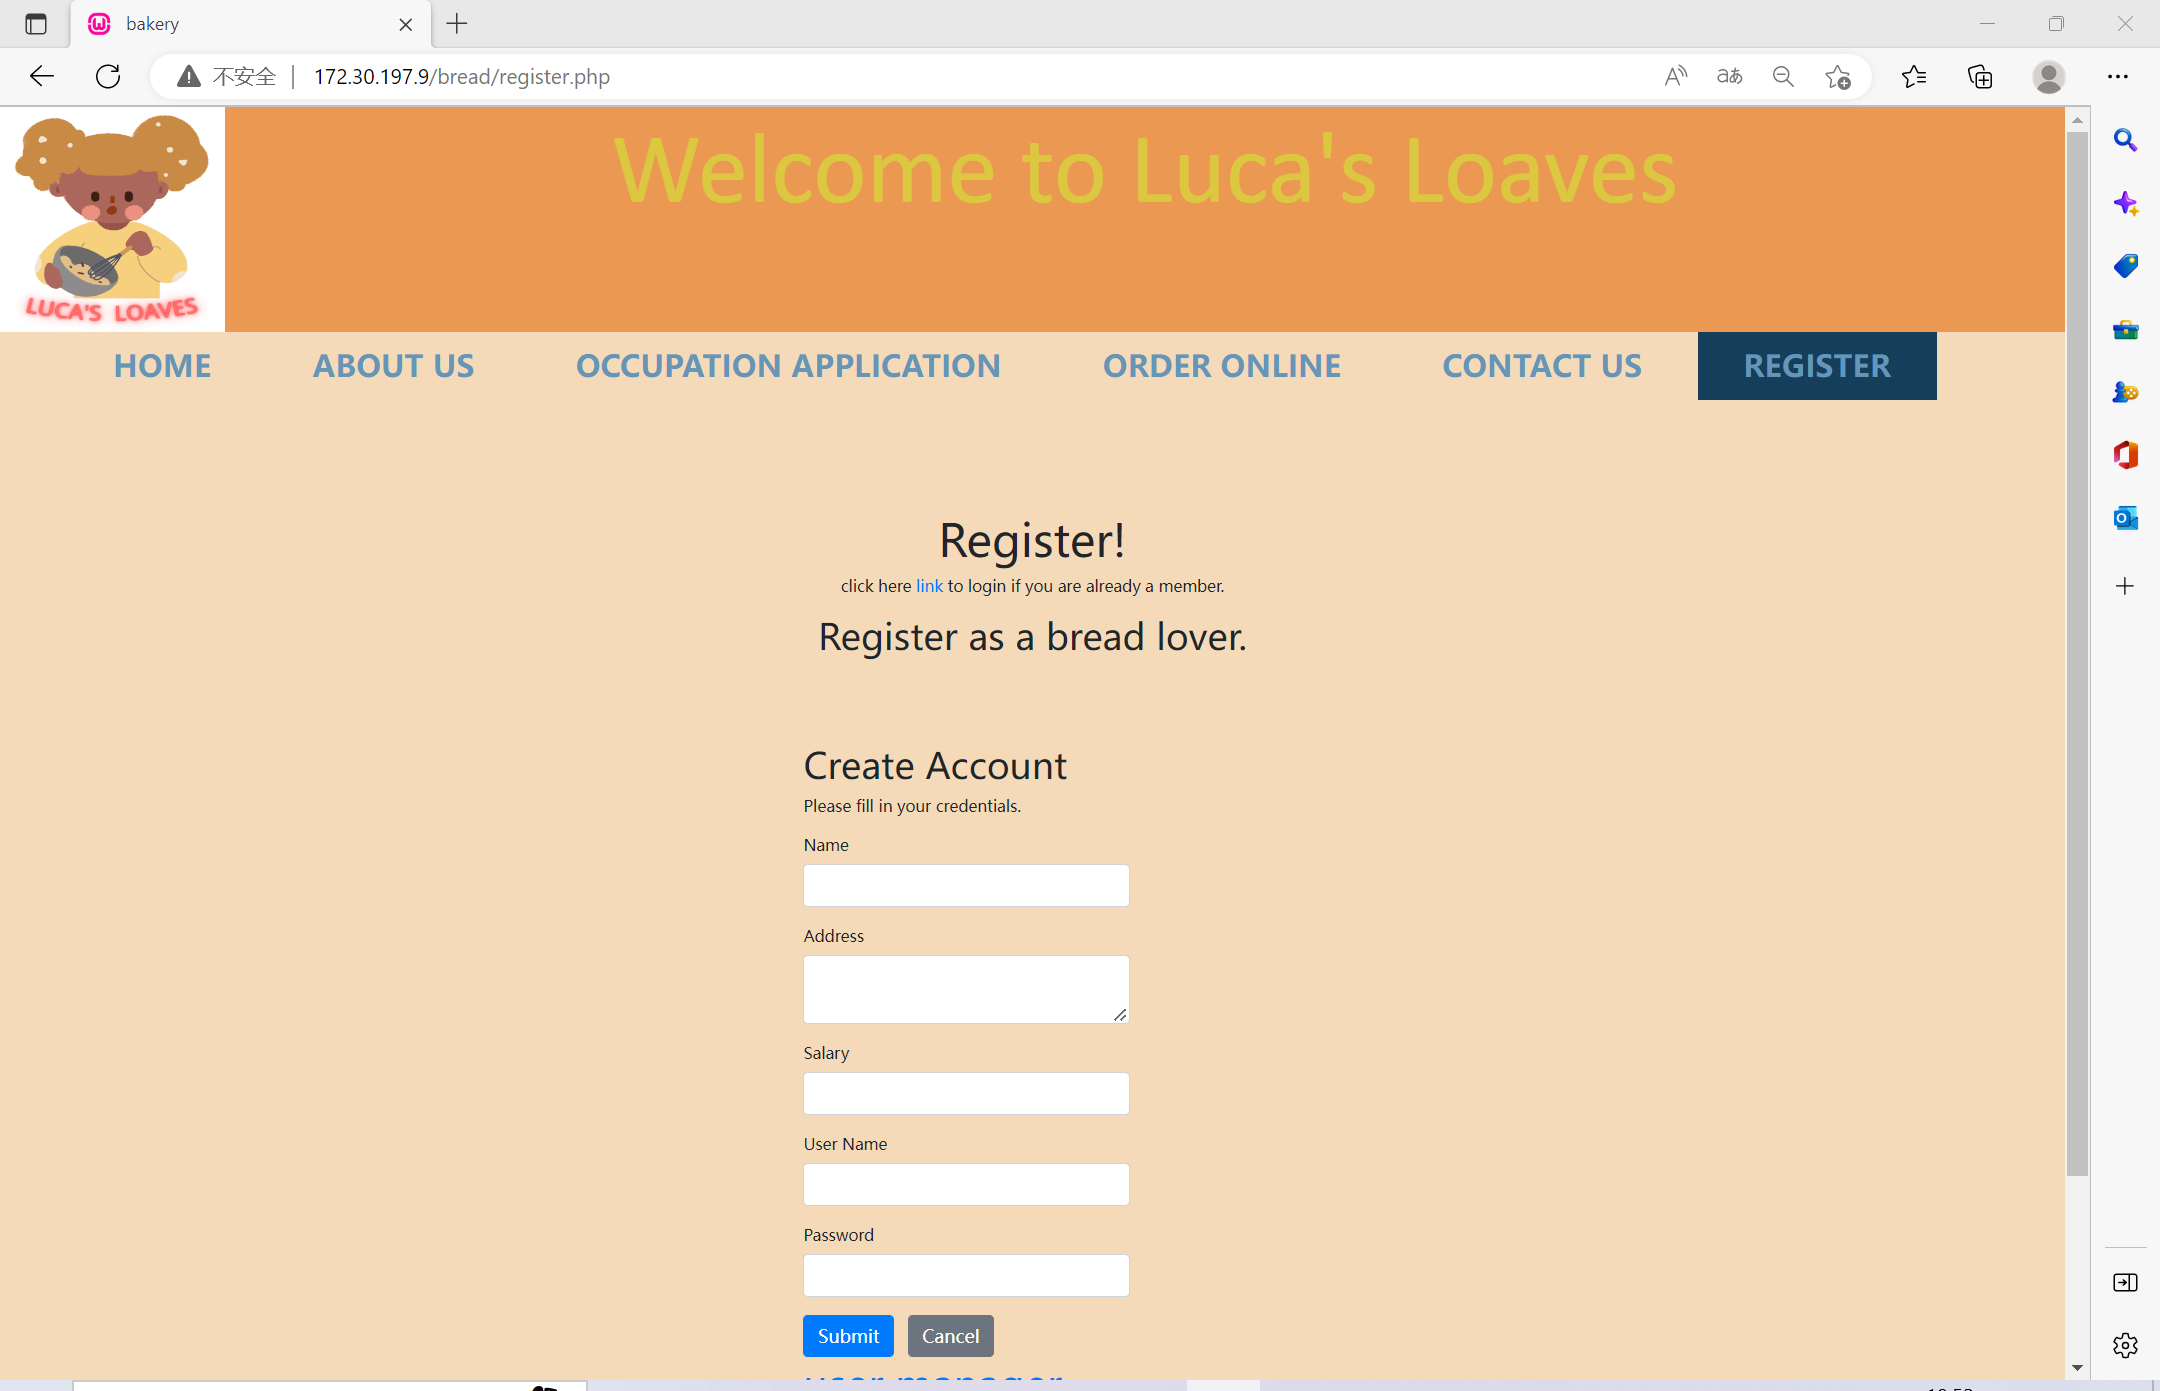 bakery
不安全
172.30.197.9/bread/register.php
Welcome to Luca's Loaves
LUCA'S LOAVES
HOME ABOUT US OCCUPATION APPLICATION ORDER ONLINE CONTACT US REGISTER
Register!
click here link to login if you are already a member.
Register as a bread lover.
Create Account
Please fill in your credentials.
Name
Address
Salary
User Name
Password
Submit Cancel
user manager